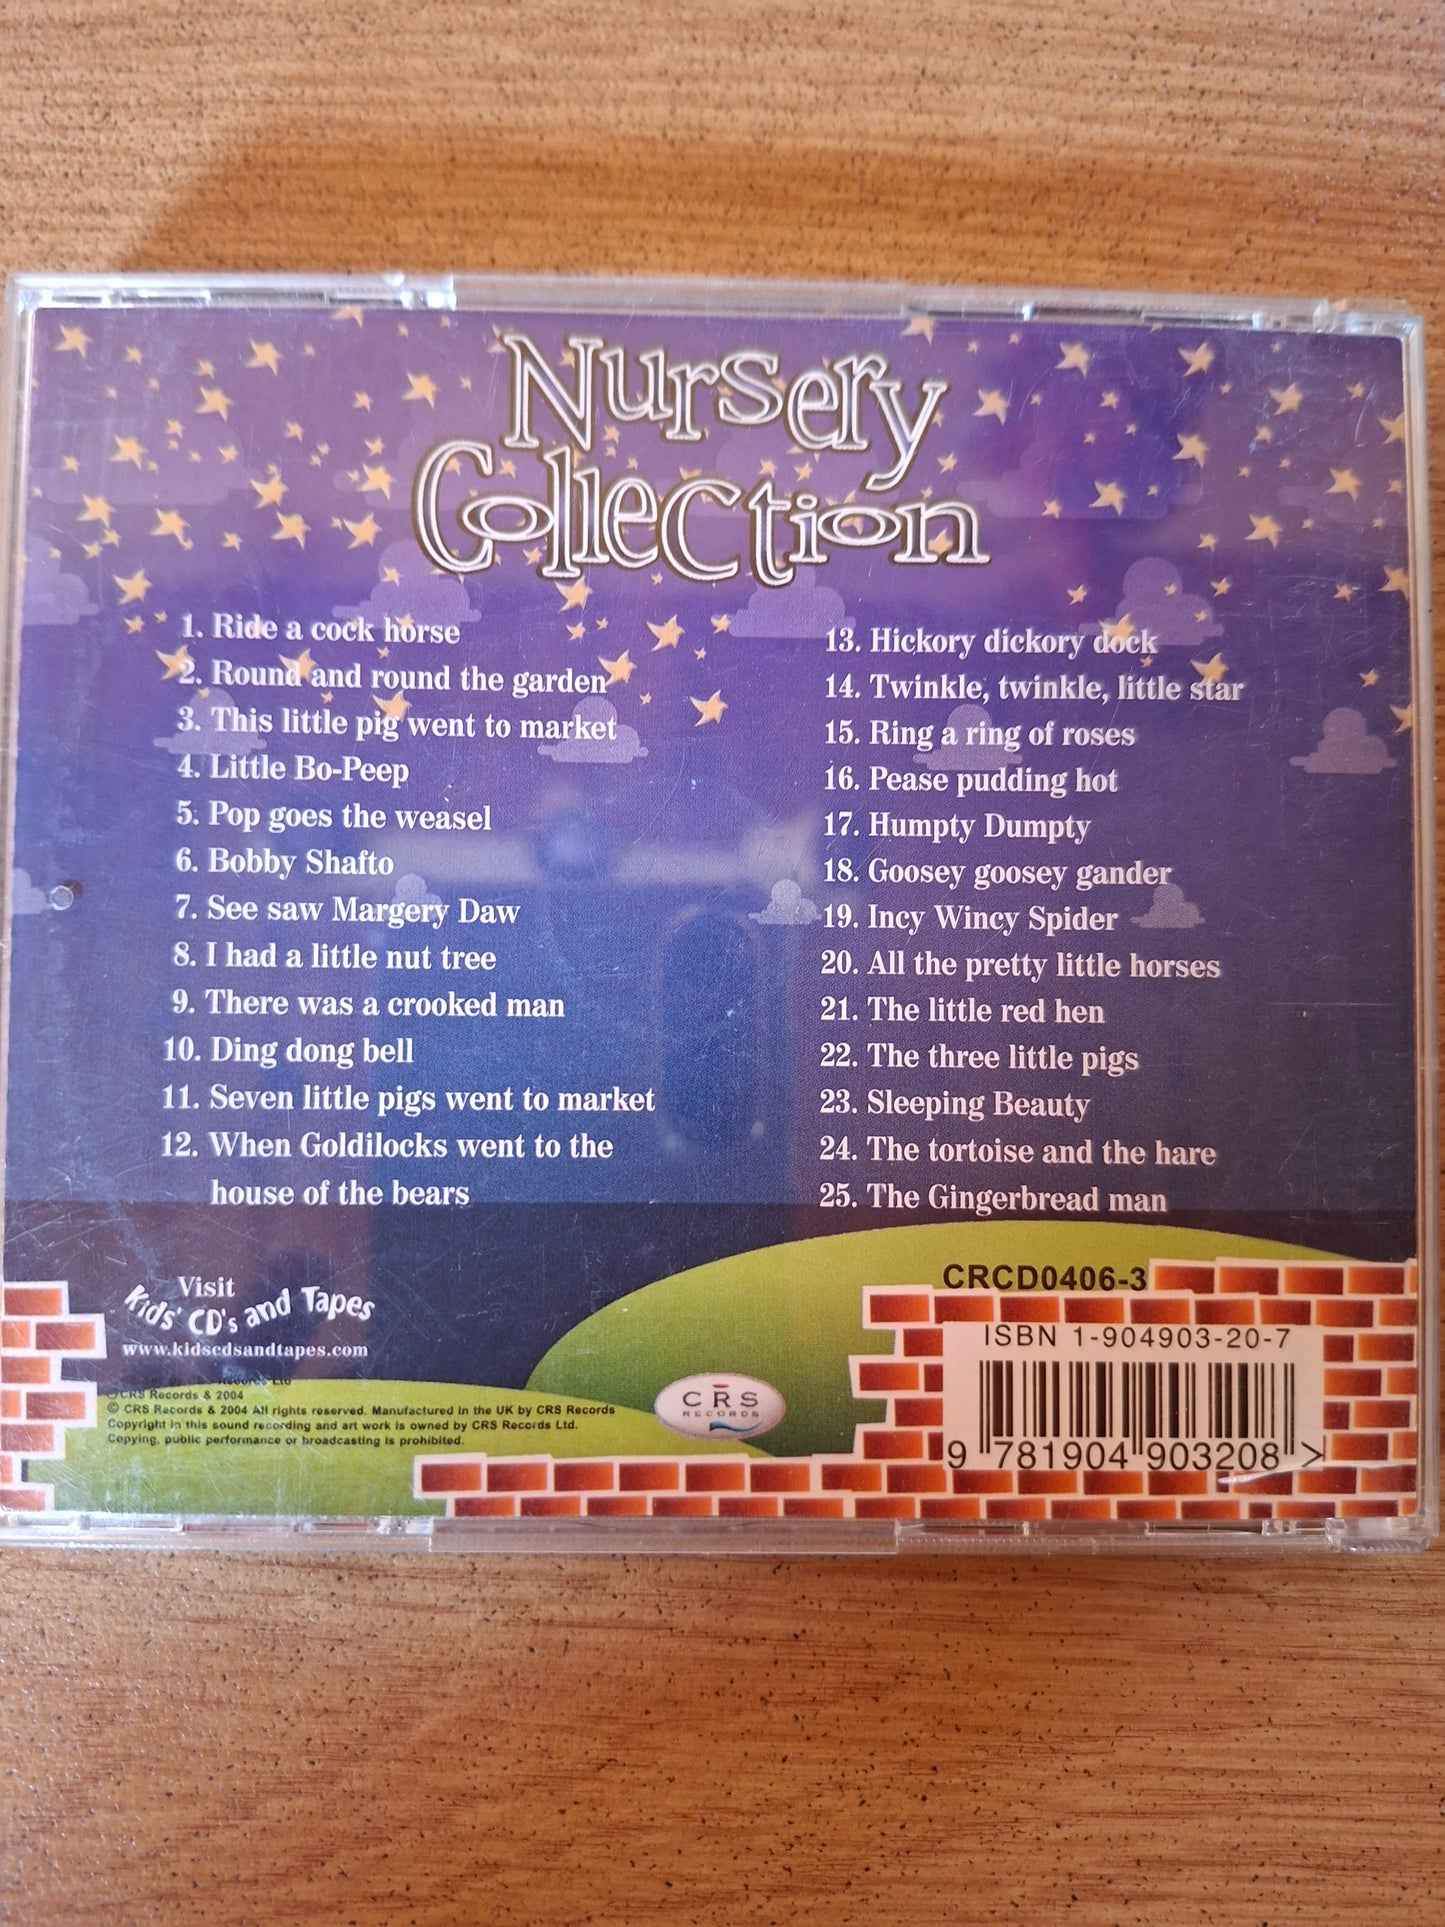 Nursery
Collection
1. Ride a cock horse
2. Round and round the garden
3. This little pig went to market
4. Little Bo-Peep
5. Pop goes the weasel
6. Bobby Shafto
7. See saw Margery Daw
8. I had a little nut tree
9. There was a crooked man
10. Ding dong bell
11. Seven little pigs went to market
12. When Goldilocks went to the
house of the bears
13. Hickory dickory dock
14. Twinkle, twinkle, little star
15. Ring a ring of roses
16. Pease pudding hot
17. Humpty Dumpty
18. Goosey goosey gander
19. Incy Wincy Spider
20. All the pretty little horses
21. The little red hen
22. The three little pigs
23. Sleeping Beauty
24. The tortoise and the hare
25. The Gingerbread man
Visit
Kids' CD's and Tapes
www.kidscdsandtapes.com
Records Ltd
℗ CRS Records & 2004
© CRS Records & 2004 All rights reserved. Manufactured in the UK by CRS Records
Copyright in this sound recording and art work is owned by CRS Records Ltd.
Copying, public performance or broadcasting is prohibited.
CRS
RECORDS
CRCD0406-3
ISBN 1-904903-20-7
9 781904 903208 >